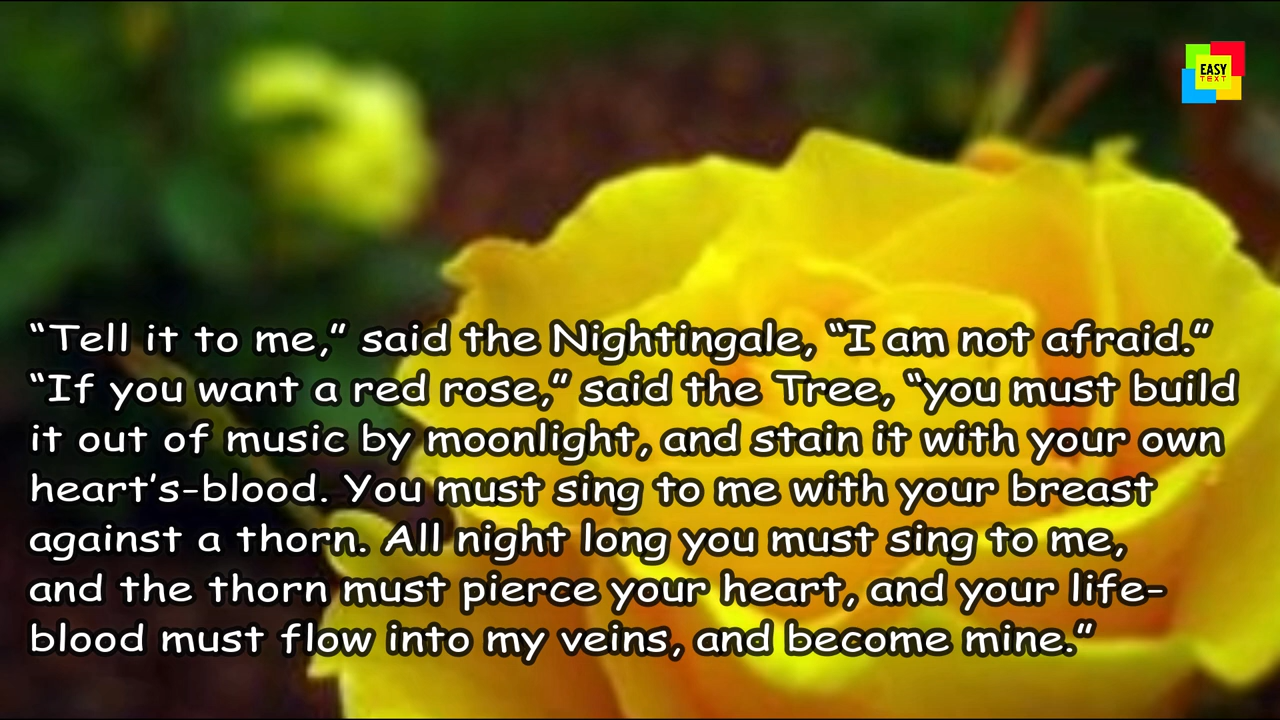 EASY
TEXT
“Tell it to me,” said the Nightingale, “I am not afraid.”
“If you want a red rose,” said the Tree, “you must build
it out of music by moonlight, and stain it with your own
heart’s-blood. You must sing to me with your breast
against a thorn. All night long you must sing to me,
and the thorn must pierce your heart, and your life-
blood must flow into my veins, and become mine.”